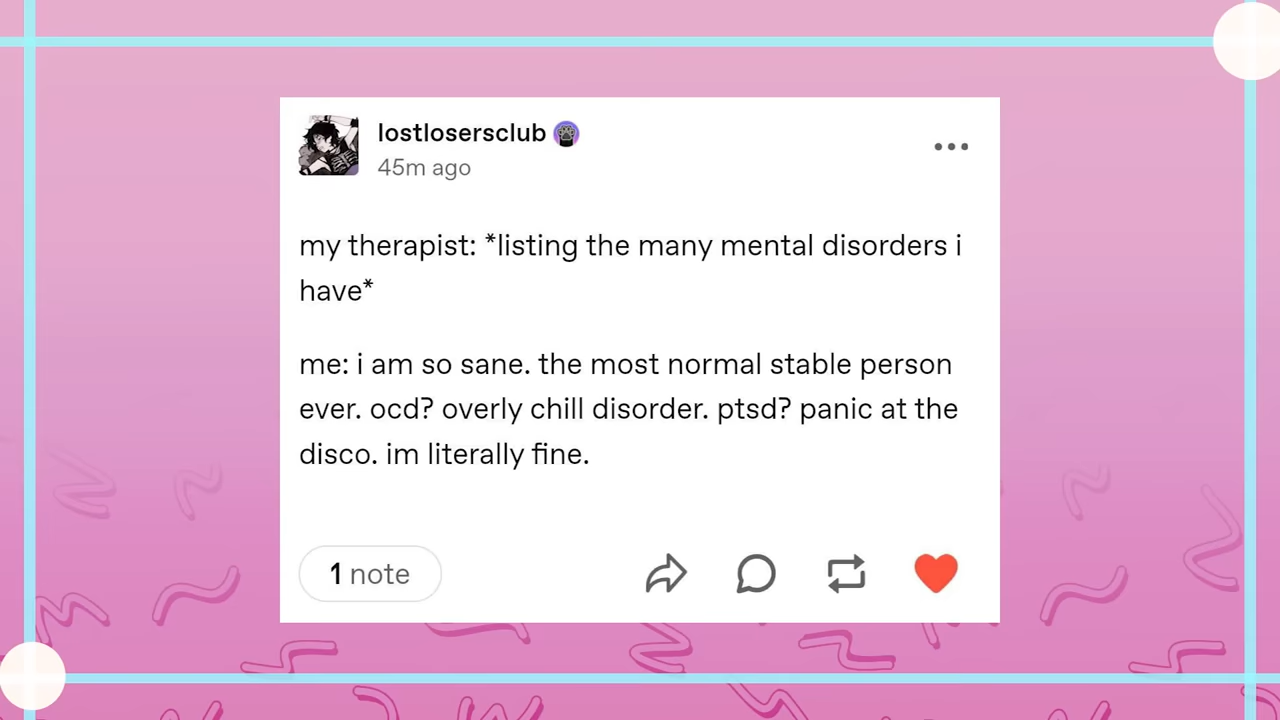 lostlosersclub
45m ago
my therapist: *listing the many mental disorders i
have*
me: i am so sane. the most normal stable person
ever. ocd? overly chill disorder. ptsd? panic at the
disco. im literally fine.
1 note